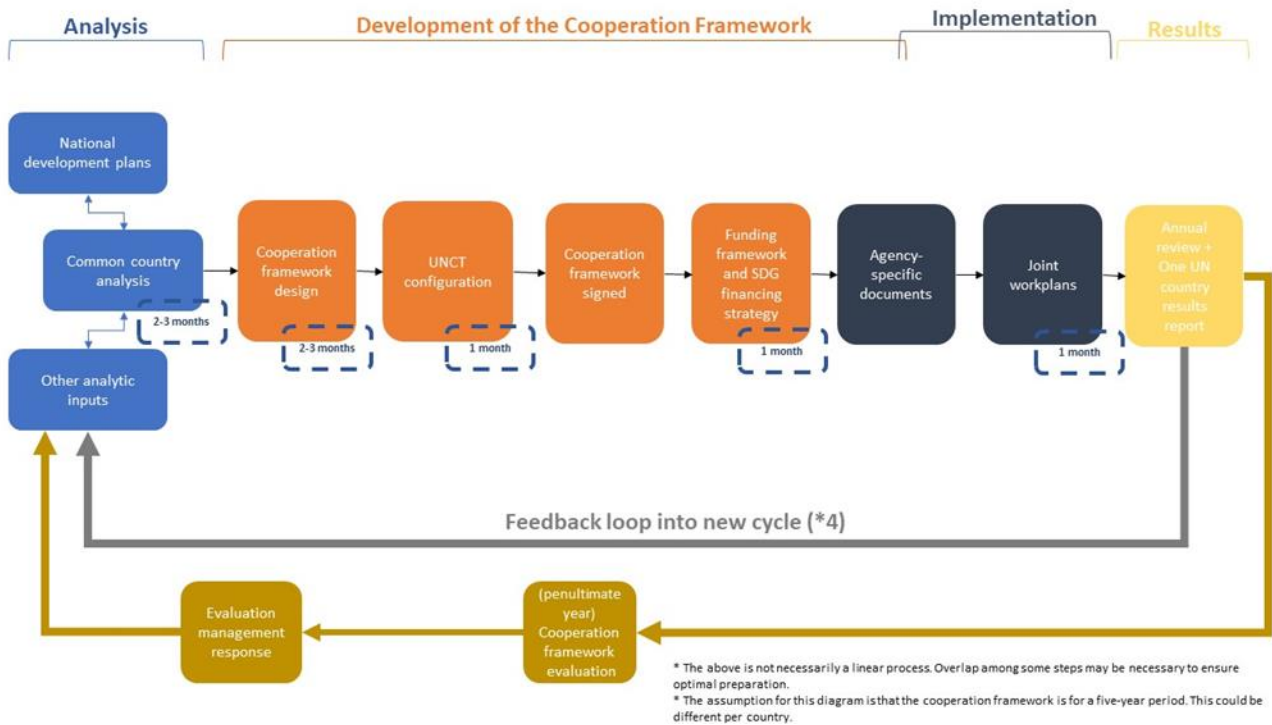 Analysis
Development of the Cooperation Framework
Implementation
Results
National
development plans
Common country
analysis
2-3 months
Other analytic
inputs
Cooperation
framework
design
2-3 months
UNCT
configuration
1 month
Cooperation
framework
signed
Funding
framework
and SDG
financing
strategy
1 month
Agency-
specific
documents
Joint
workplans
1 month
Annual
review +
One UN
country
results
report
Feedback loop into new cycle (*4)
Evaluation
management
response
(penultimate
year)
Cooperation
framework
evaluation
* The above is not necessarily a linear process. Overlap among some steps may be necessary to ensure
optimal preparation.
* The assumption for this diagram is that the cooperation framework is for a five-year period. This could be
different per country.